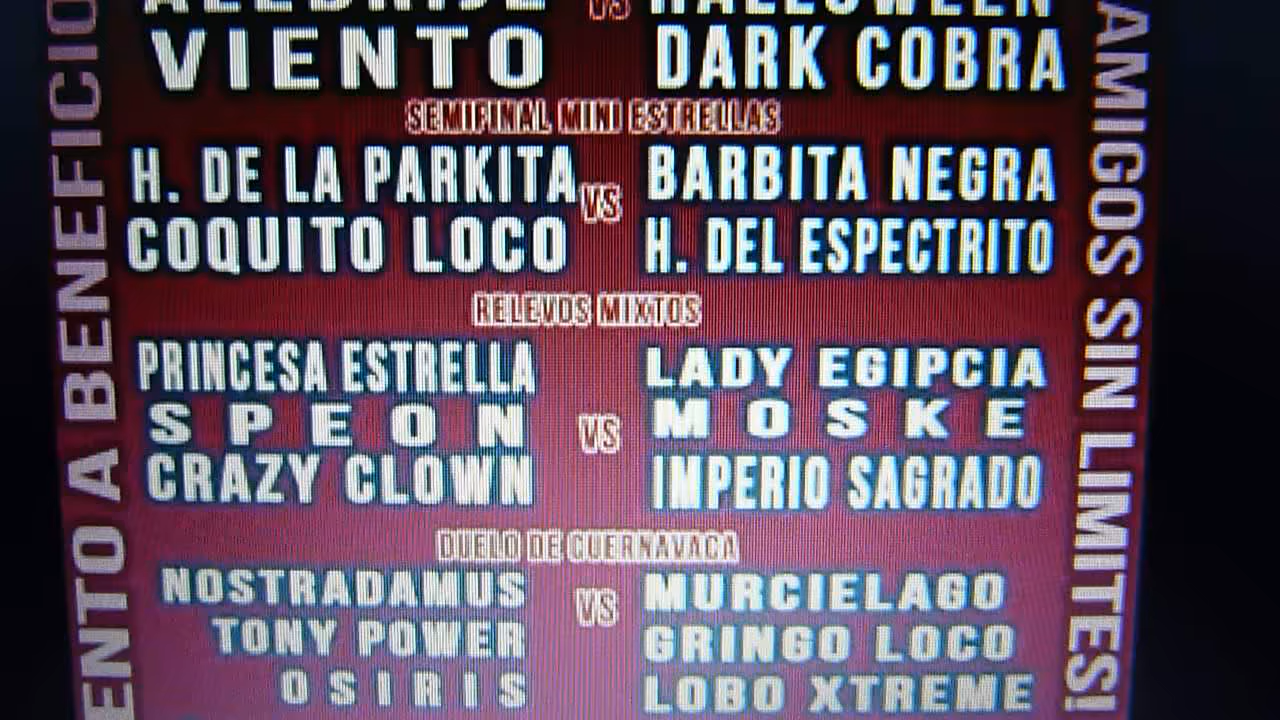 VS HALLOWEEN
VIENTO DARK COBRA
SEMIFINAL MINI ESTRELLAS
H. DE LA PARKITA VS BARBITA NEGRA
COQUITO LOCO H. DEL ESPECTRITO
RELEVOS MIXTOS
PRINCESA ESTRELLA LADY EGIPCIA
SPEON VS MOSKE
CRAZY CLOWN IMPERIO SAGRADO
DUELO DE CUERNAVACA
NOSTRADAMUS VS MURCIELAGO
TONY POWER GRINGO LOCO
OSIRIS LOBO XTREME
ENTO A BENEFICIO
AMIGOS SIN LIMITES!